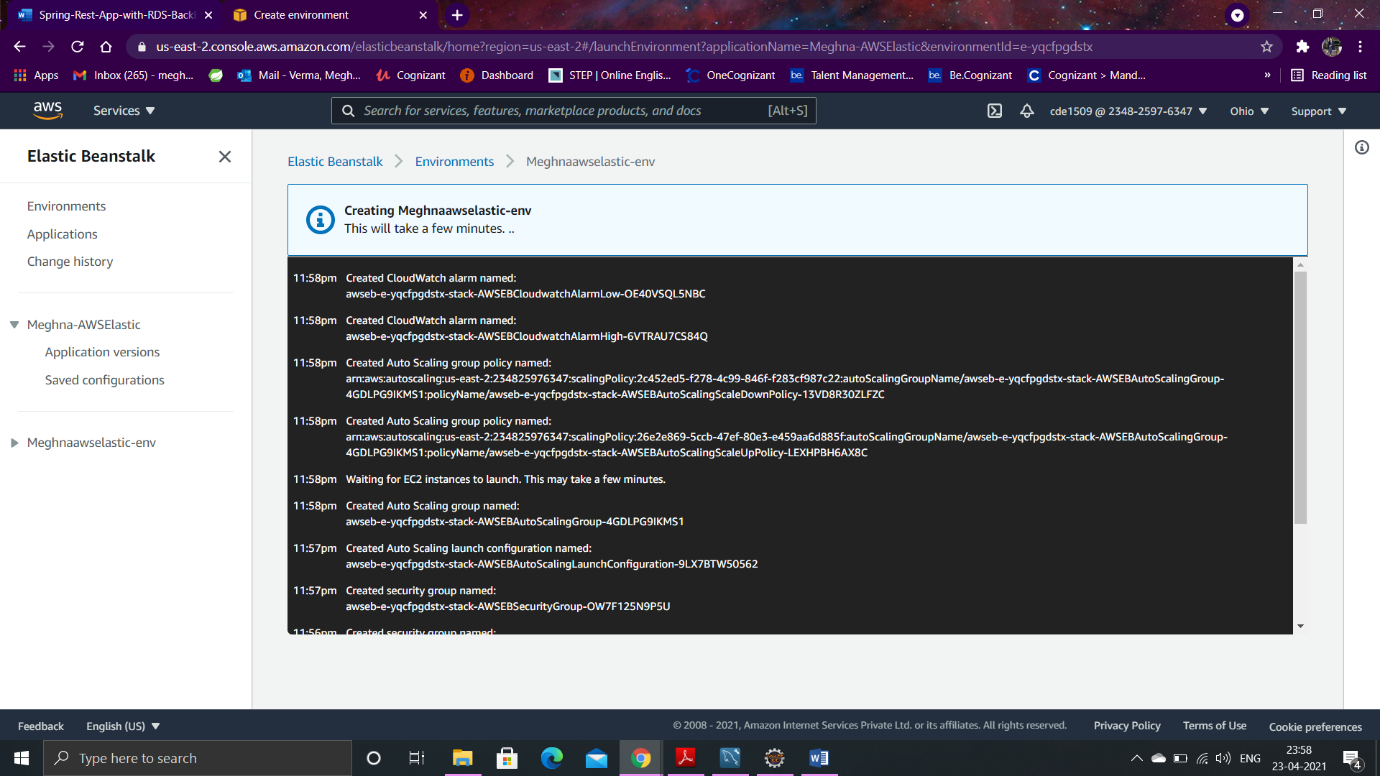 Spring-Rest-App-with-RDS-Back
Create environment
us-east-2.console.aws.amazon.com/elasticbeanstalk/home?region=us-east-2#/launchEnvironment?applicationName=Meghna-AWSElastic&environmentId=e-yqcfpgdstx
Apps
Inbox (265) - megh...
Mail - Verma, Megh...
Cognizant
Dashboard
STEP | Online Englis...
OneCognizant
be. Talent Management...
be. Be.Cognizant
Cognizant > Mand...
»
Reading list
aws
Services
Search for services, features, marketplace products, and docs
[Alt+S]
cde1509 @ 2348-2597-6347
Ohio
Support
Elastic Beanstalk
Environments
Applications
Change history
Meghna-AWSElastic
Application versions
Saved configurations
Meghnaawselastic-env
Elastic Beanstalk
Environments
Meghnaawselastic-env
Creating Meghnaawselastic-env
This will take a few minutes. ..
11:58pm Created CloudWatch alarm named:
awseb-e-yqcfpgdstx-stack-AWSEBCloudwatchAlarmLow-OE40VSQL5NBC
11:58pm Created CloudWatch alarm named:
awseb-e-yqcfpgdstx-stack-AWSEBCloudwatchAlarmHigh-6VTRAU7CS84Q
11:58pm Created Auto Scaling group policy named:
arn:aws:autoscaling:us-east-2:234825976347:scalingPolicy:2c452ed5-f278-4c99-846f-f283cf987c22:autoScalingGroupName/awseb-e-yqcfpgdstx-stack-AWSEBAutoScalingGroup-
4GDLPG9IKMS1:policyName/awseb-e-yqcfpgdstx-stack-AWSEBAutoScalingScaleDownPolicy-13VD8R30ZLFZC
11:58pm Created Auto Scaling group policy named:
arn:aws:autoscaling:us-east-2:234825976347:scalingPolicy:26e2e869-5ccb-47ef-80e3-e459aa6d885f:autoScalingGroupName/awseb-e-yqcfpgdstx-stack-AWSEBAutoScalingGroup-
4GDLPG9IKMS1:policyName/awseb-e-yqcfpgdstx-stack-AWSEBAutoScalingScaleUpPolicy-LEXHPBH6AX8C
11:58pm Waiting for EC2 instances to launch. This may take a few minutes.
11:58pm Created Auto Scaling group named:
awseb-e-yqcfpgdstx-stack-AWSEBAutoScalingGroup-4GDLPG9IKMS1
11:57pm Created Auto Scaling launch configuration named:
awseb-e-yqcfpgdstx-stack-AWSEBAutoScalingLaunchConfiguration-9LX7BTW50562
11:57pm Created security group named:
awseb-e-yqcfpgdstx-stack-AWSEBSecurityGroup-OW7F125N9P5U
11:56pm Created security group named:
Feedback
English (US)
© 2008 - 2021, Amazon Internet Services Private Ltd. or its affiliates. All rights reserved.
Privacy Policy
Terms of Use
Cookie preferences
Type here to search
ENG
23:58
23-04-2021
4